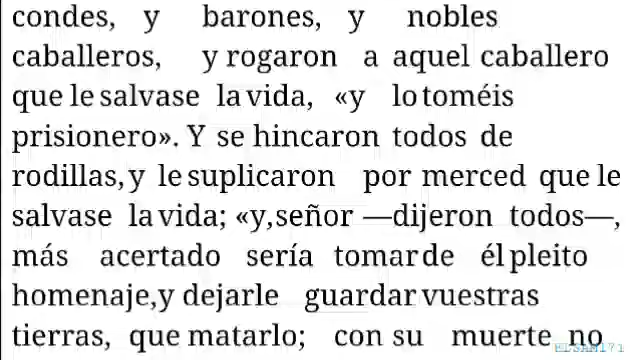 condes, y barones, y nobles
caballeros, y rogaron a aquel caballero
que le salvase la vida, «y lo toméis
prisionero». Y se hincaron todos de
rodillas, y le suplicaron por merced que le
salvase la vida; «y, señor —dijeron todos—,
más acertado sería tomar de él pleito
homenaje, y dejarle guardar vuestras
tierras, que matarlo; con su muerte no